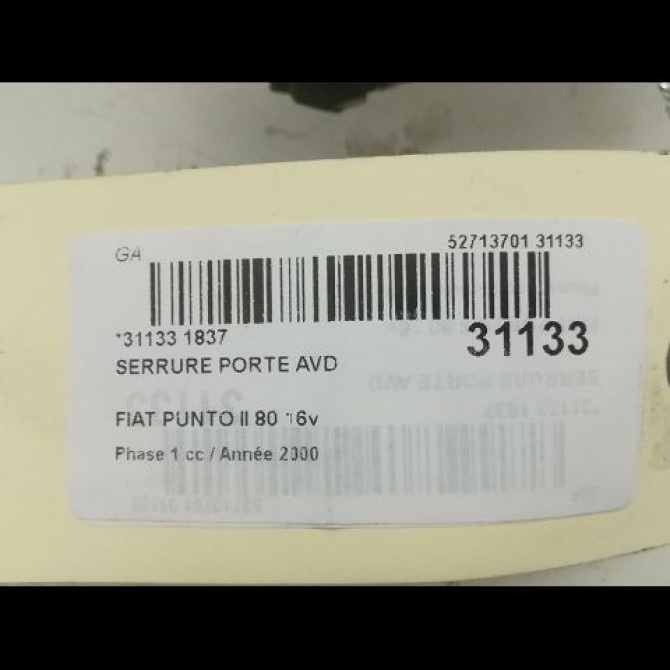 GA
52713701 31133
*31133 1837
31133
SERRURE PORTE AVD
FIAT PUNTO II 80 16v
Phase 1 cc / Année 2000